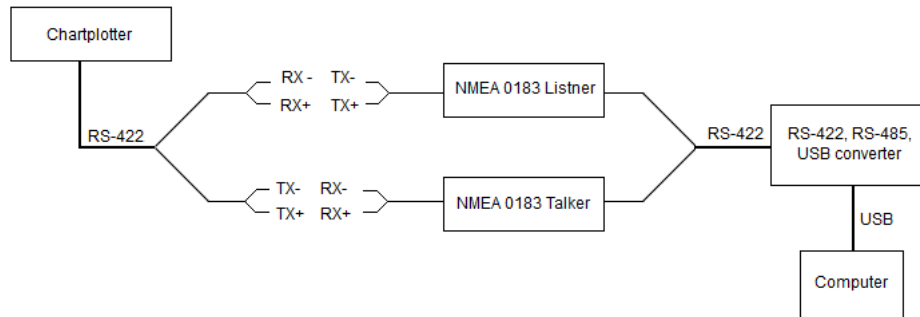 Chartplotter
RX - TX-
RX+ TX+
NMEA 0183 Listner
RS-422
RS-422
RS-422, RS-485,
USB converter
TX- RX-
TX+ RX+
NMEA 0183 Talker
USB
Computer